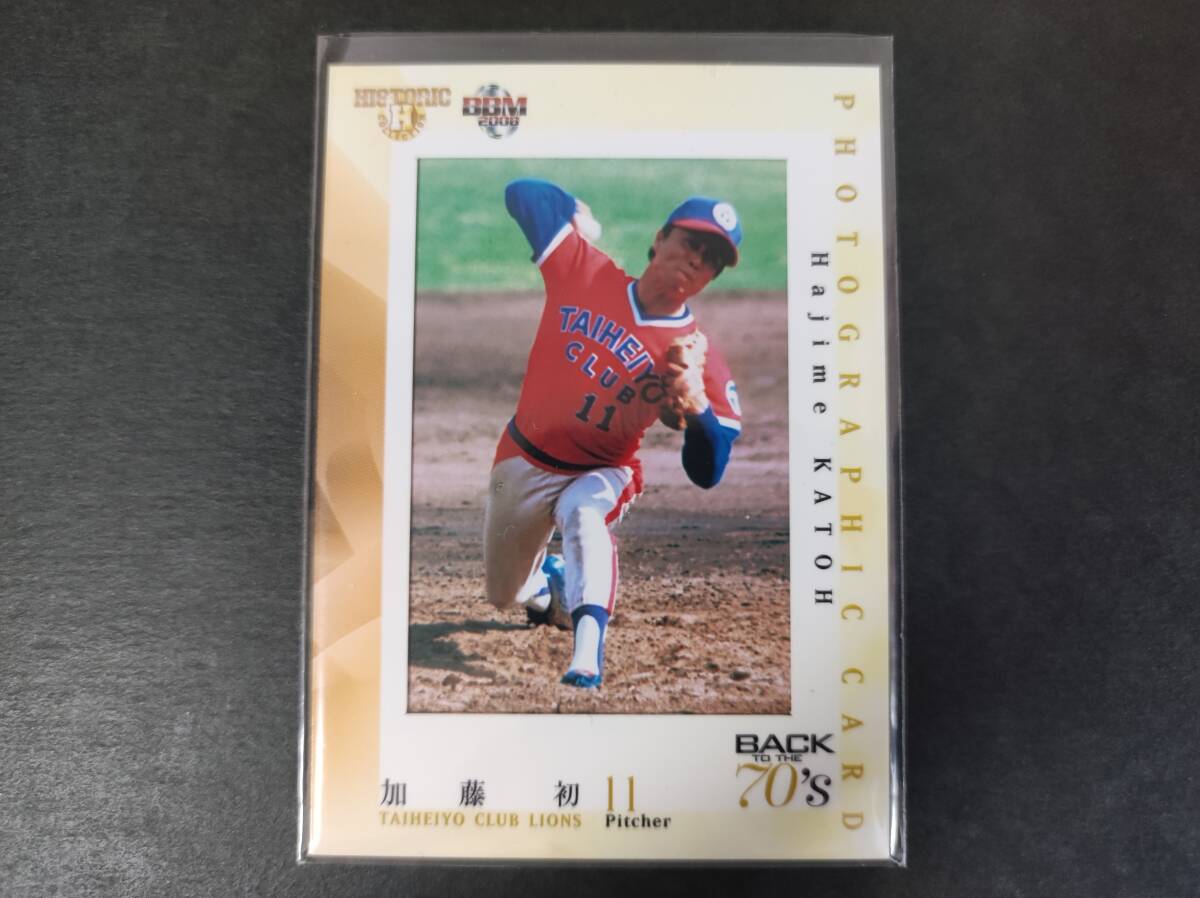 HISTORIC
H
COLLECTION
BBM
2008
PHOTOGRAPHIC CARD
Hajime KATOH
TAIHEIYO
CLUB
11
BACK
TO THE
70's
加藤初 11
TAIHEIYO CLUB LIONS Pitcher